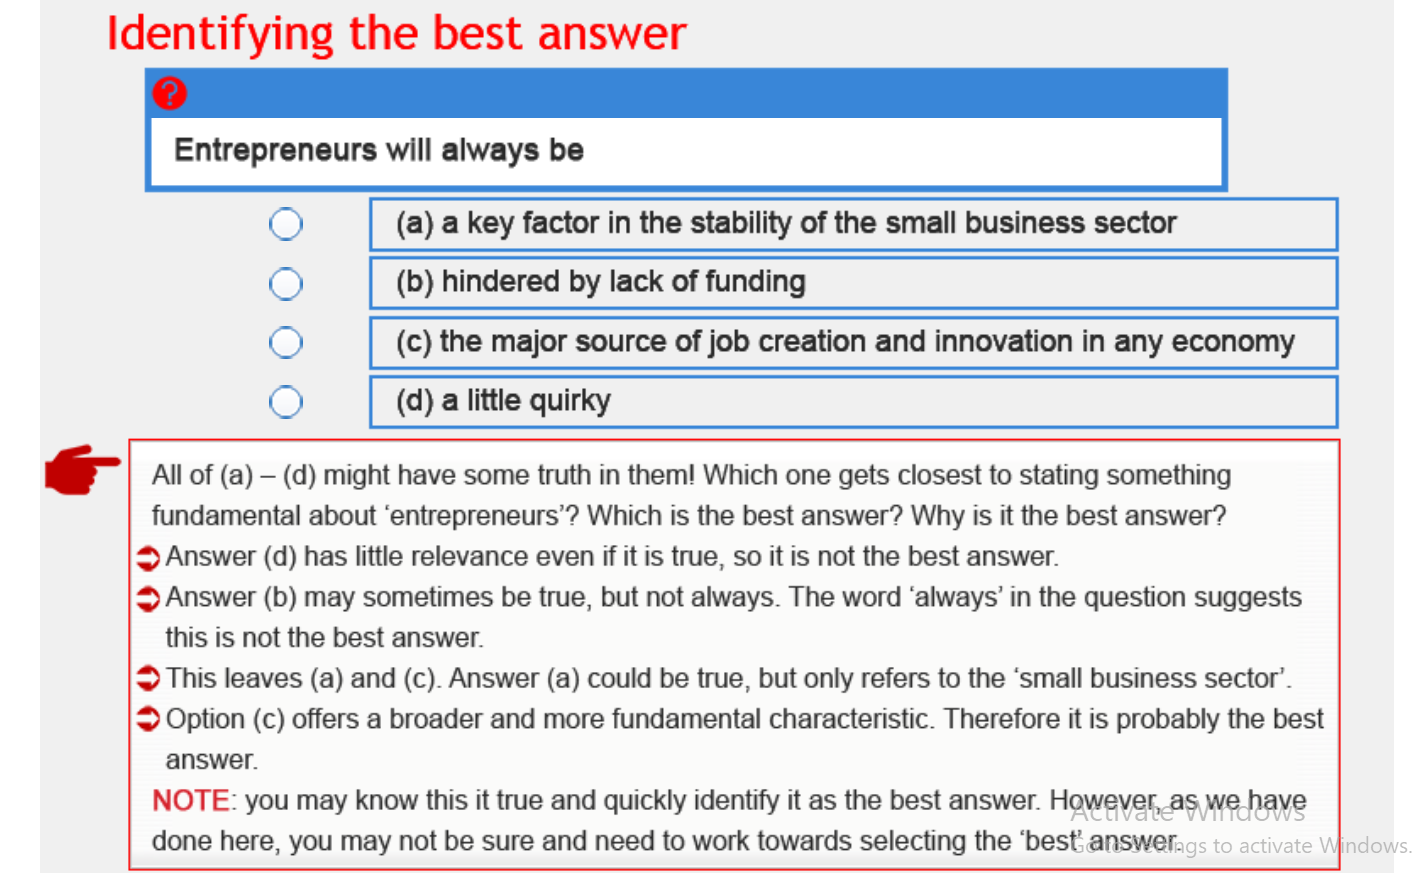 Identifying the best answer
?
Entrepreneurs will always be
(a) a key factor in the stability of the small business sector
(b) hindered by lack of funding
(c) the major source of job creation and innovation in any economy
(d) a little quirky
All of (a) – (d) might have some truth in them! Which one gets closest to stating something
fundamental about ‘entrepreneurs’? Which is the best answer? Why is it the best answer?
Answer (d) has little relevance even if it is true, so it is not the best answer.
Answer (b) may sometimes be true, but not always. The word ‘always’ in the question suggests
this is not the best answer.
This leaves (a) and (c). Answer (a) could be true, but only refers to the ‘small business sector’.
Option (c) offers a broader and more fundamental characteristic. Therefore it is probably the best
answer.
NOTE: you may know this it true and quickly identify it as the best answer. However, as we have
done here, you may not be sure and need to work towards selecting the ‘best’ answer.
Activate Windows
Go to Settings to activate Windows.